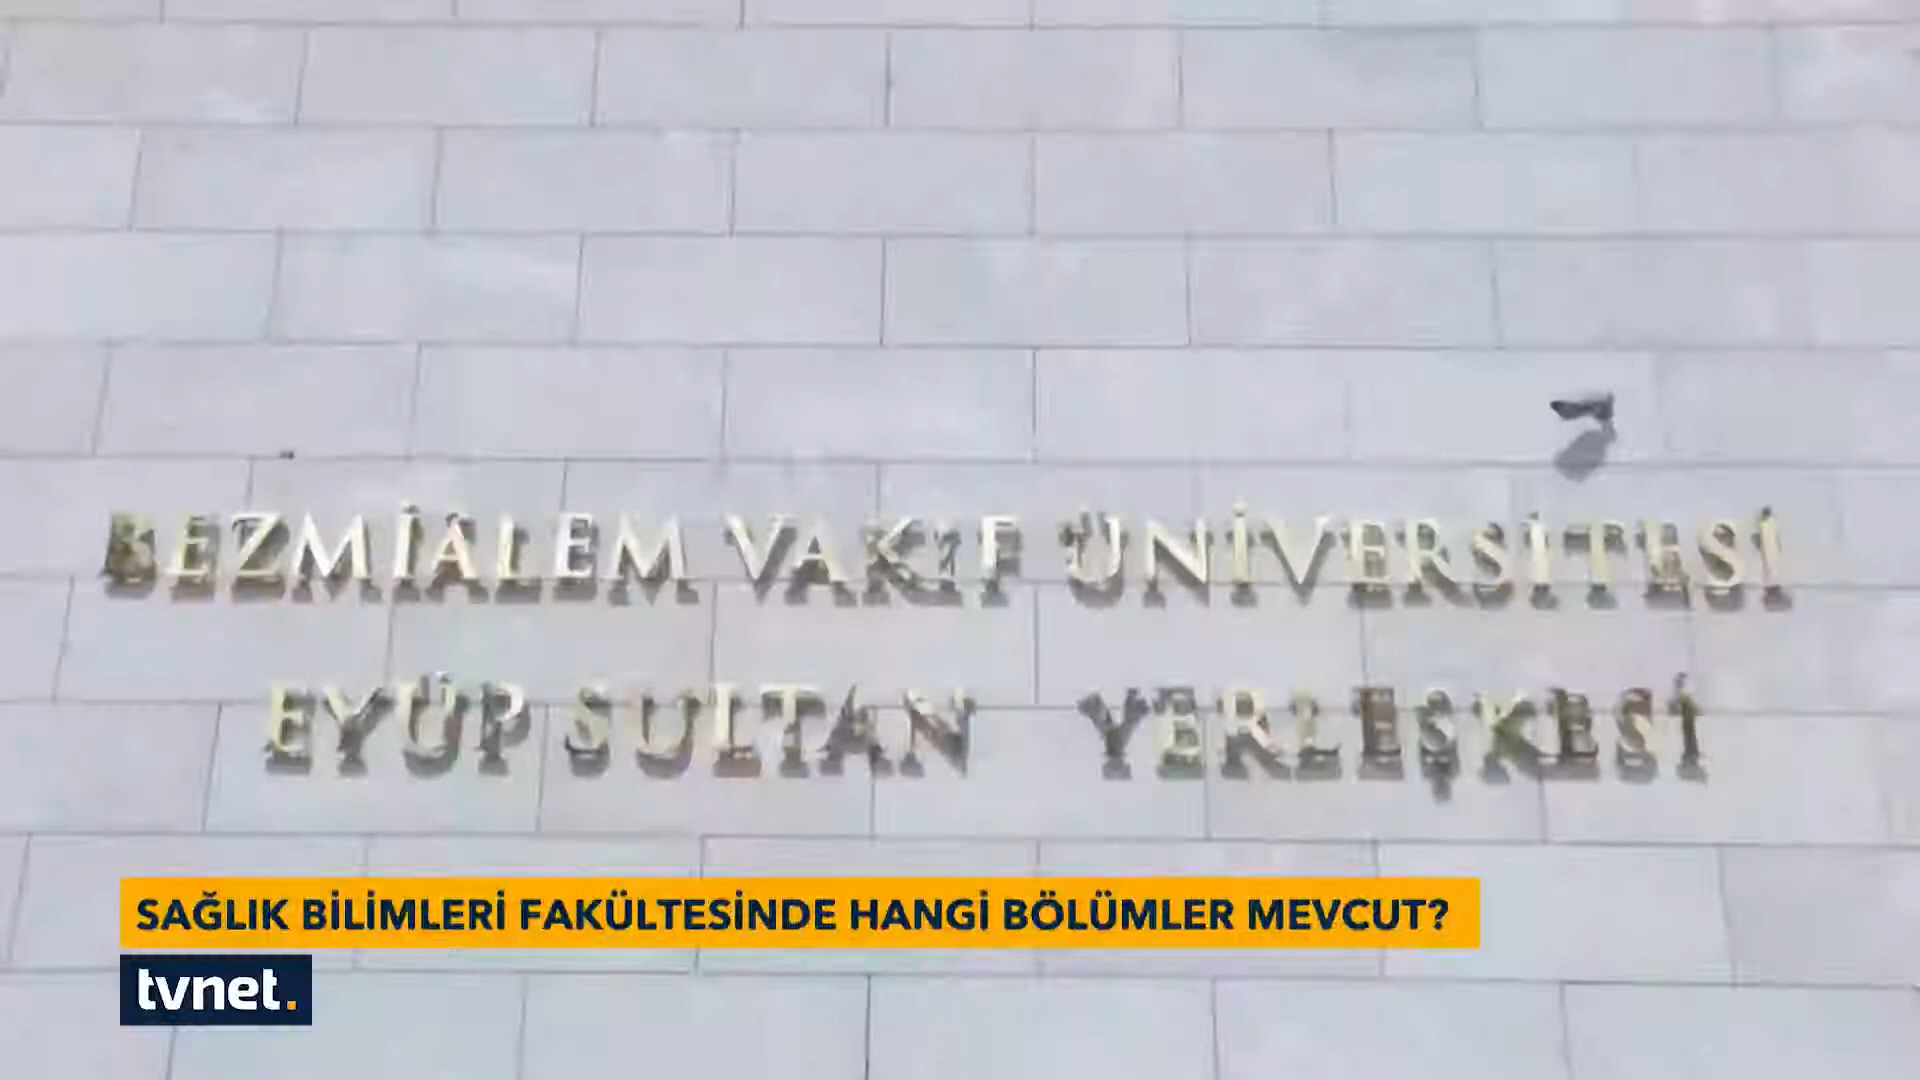 BEZMİALEM VAKIF ÜNİVERSİTESİ
EYÜP SULTAN YERLEŞKESİ
SAĞLIK BİLİMLERİ FAKÜLTESİNDE HANGİ BÖLÜMLER MEVCUT?
tvnet.